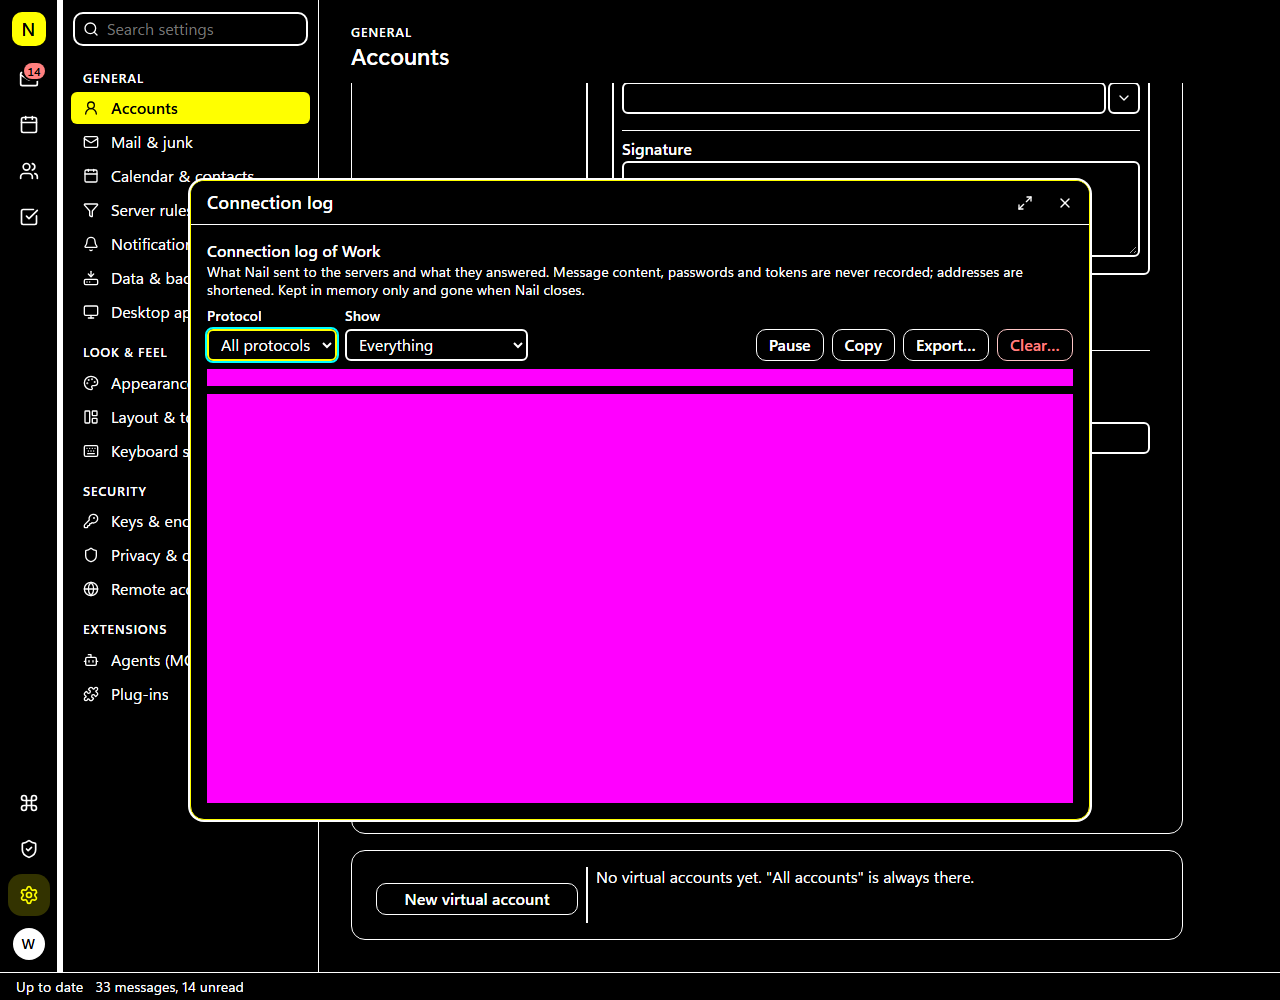 N
14
Search settings
GENERAL
Accounts
Mail & junk
Calendar & contacts
Server rules
Notification
Data & bac
Desktop ap
LOOK & FEEL
Appearanc
Layout & te
Keyboard s
SECURITY
Keys & enc
Privacy & c
Remote acc
EXTENSIONS
Agents (MC
Plug-ins
W
GENERAL
Accounts
Signature
Connection log
Connection log of Work
What Nail sent to the servers and what they answered. Message content, passwords and tokens are never recorded; addresses are
shortened. Kept in memory only and gone when Nail closes.
Protocol
Show
All protocols
Everything
Pause
Copy
Export...
Clear...
New virtual account
No virtual accounts yet. "All accounts" is always there.
Up to date 33 messages, 14 unread